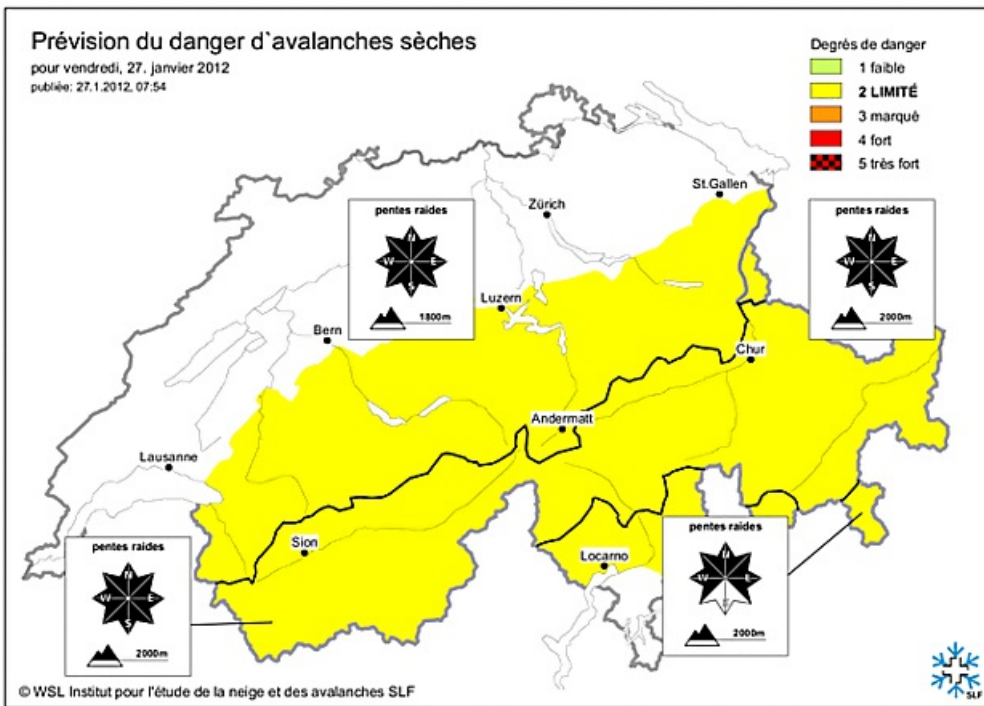 Prévision du danger d`avalanches sèches
pour vendredi, 27. janvier 2012
publiée: 27.1.2012, 07:54
Degrés de danger
1 faible
2 LIMITÉ
3 marqué
4 fort
5 très fort
St.Gallen
Zürich
pentes raides
N
W E
S
1800m
pentes raides
N
W E
S
2000m
Luzern
Bern
Chur
Andermatt
Lausanne
Sion
Locarno
pentes raides
N
W E
S
2000m
pentes raides
N
W E
S
2000m
© WSL Institut pour l'étude de la neige et des avalanches SLF
SLF